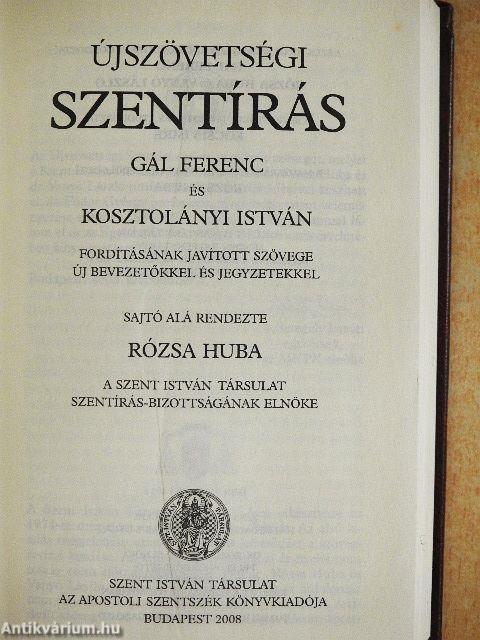 ÚJSZÖVETSÉGI
SZENTÍRÁS
GÁL FERENC
ÉS
KOSZTOLÁNYI ISTVÁN
FORDÍTÁSÁNAK JAVÍTOTT SZÖVEGE
ÚJ BEVEZETŐKKEL ÉS JEGYZETEKKEL
SAJTÓ ALÁ RENDEZTE
RÓZSA HUBA
A SZENT ISTVÁN TÁRSULAT
SZENTÍRÁS-BIZOTTSÁGÁNAK ELNÖKE
SZENT ISTVÁN TÁRSULAT
AZ APOSTOLI SZENTSZÉK KÖNYVKIADÓJA
BUDAPEST 2008
Antikvárium.hu